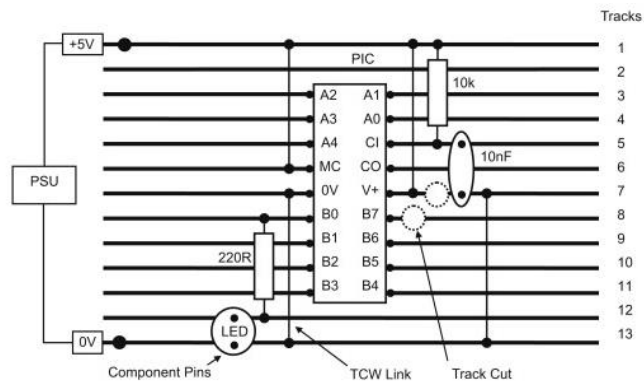 Tracks
+5V
1
PIC
2
10k
A2 A1 3
A3 A0 4
A4 CI 5
10nF
MC CO 6
PSU
0V V+ 7
B0 B7 8
B1 B6 9
220R
B2 B5 10
B3 B4 11
12
LED
0V
13
Component Pins
TCW Link
Track Cut